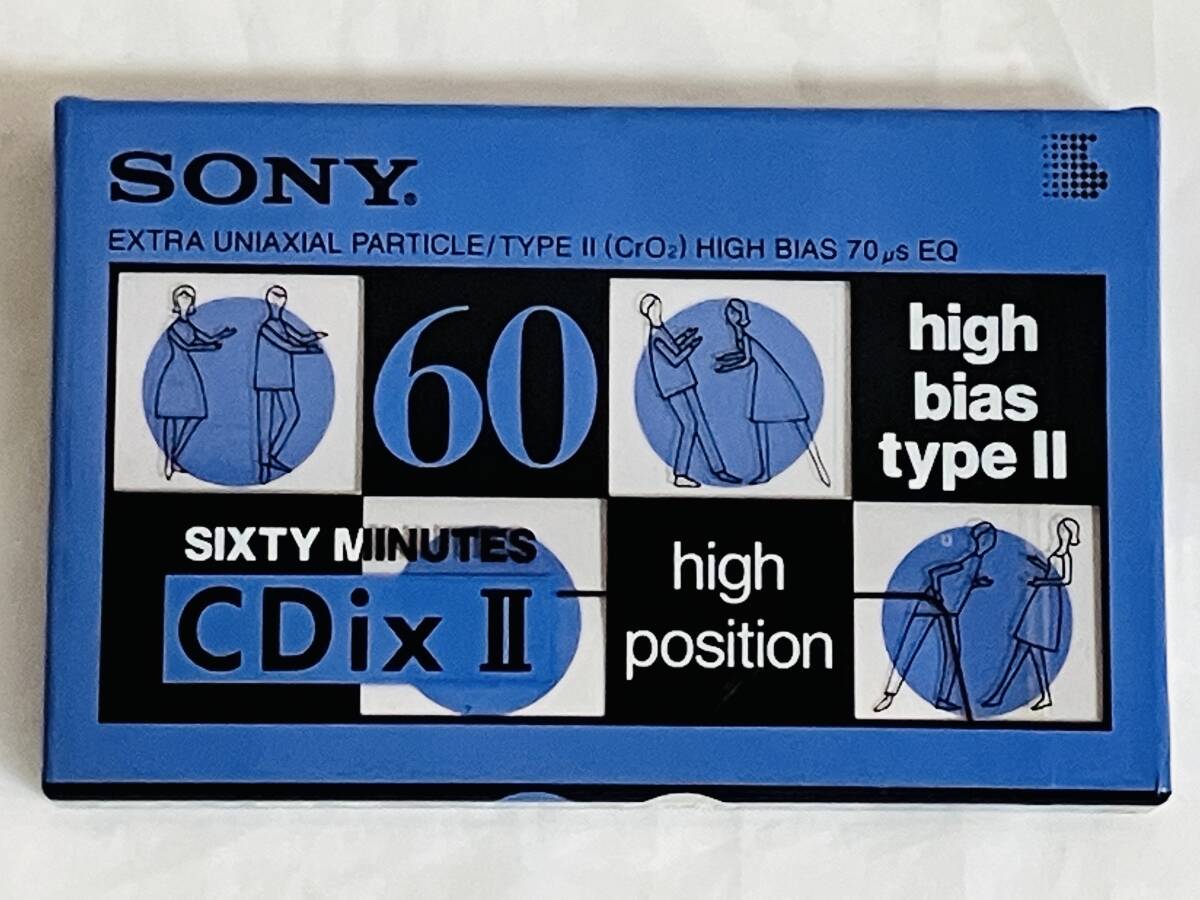 SONY®
EXTRA UNIAXIAL PARTICLE/TYPE II (CrO₂) HIGH BIAS 70µs EQ
60
high
bias
type II
SIXTY MINUTES
CDix II
high
position